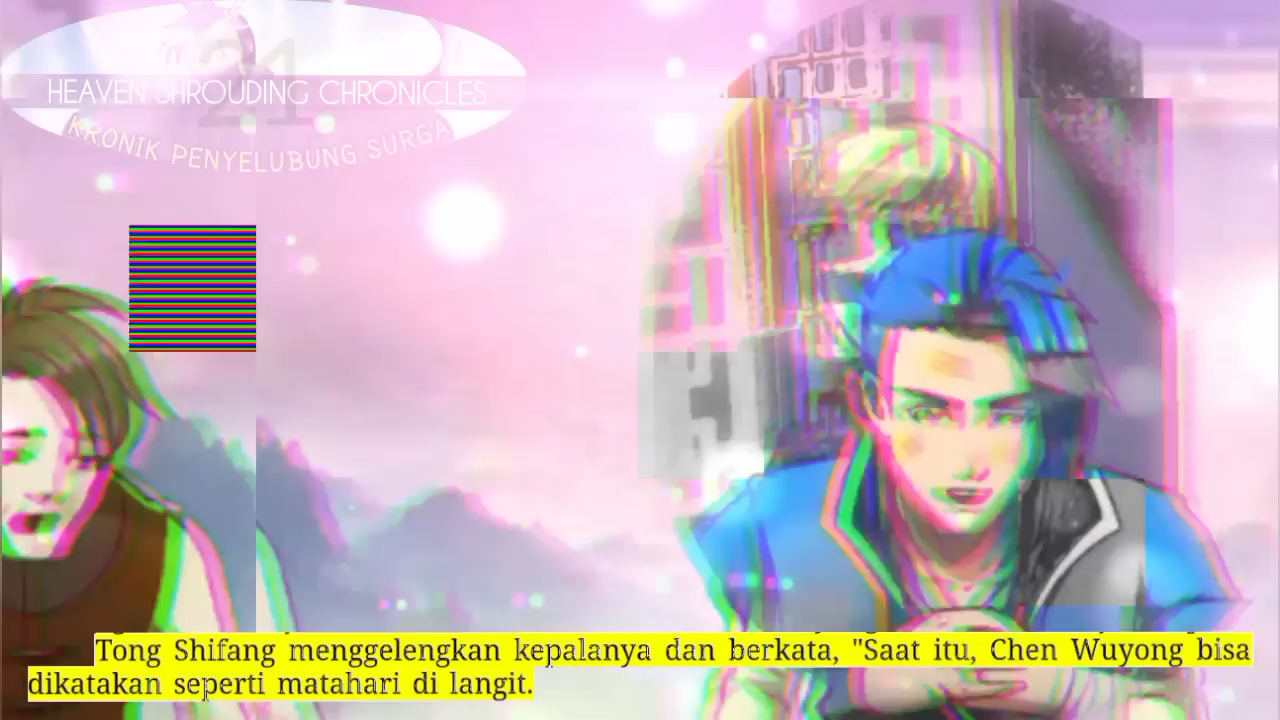 21
HEAVEN SHROUDING CHRONICLES
KRONIK PENYELUBUNG SURGA
Tong Shifang menggelengkan kepalanya dan berkata, "Saat itu, Chen Wuyong bisa
dikatakan seperti matahari di langit.